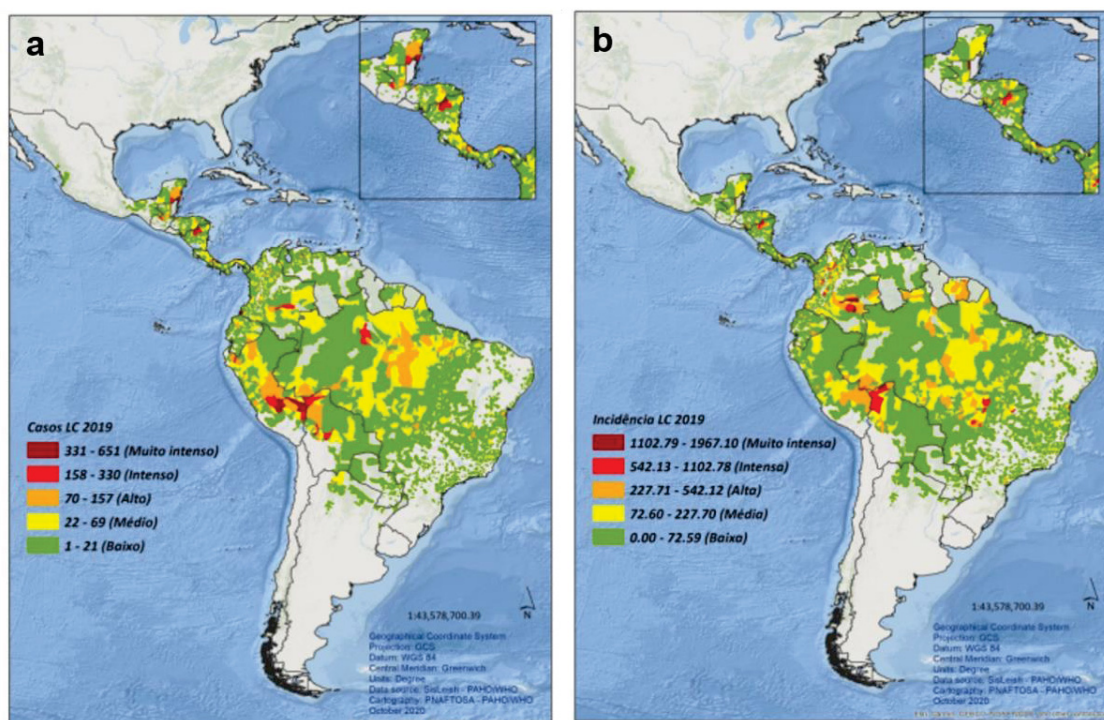 a
Casos LC 2019
331 - 651 (Muito intenso)
158 - 330 (Intenso)
70 - 157 (Alto)
22 - 69 (Médio)
1 - 21 (Baixo)
1:43,578,700.39
N
Geographical Coordinate System
Projection: GCS
Datum: WGS 84
Central Meridian: Greenwich
Units: Degree
Data source: SisLeish - PAHO/WHO
Cartography: PNAFTOSA - PAHO/WHO
October 2020
b
Incidência LC 2019
1102.79 - 1967.10 (Muito intensa)
542.13 - 1102.78 (Intensa)
227.71 - 542.12 (Alta)
72.60 - 227.70 (Média)
0.00 - 72.59 (Baixa)
1:43,578,700.39
N
Geographical Coordinate System
Projection: GCS
Datum: WGS 84
Central Meridian: Greenwich
Units: Degree
Data source: SisLeish - PAHO/WHO
Cartography: PNAFTOSA - PAHO/WHO
October 2020